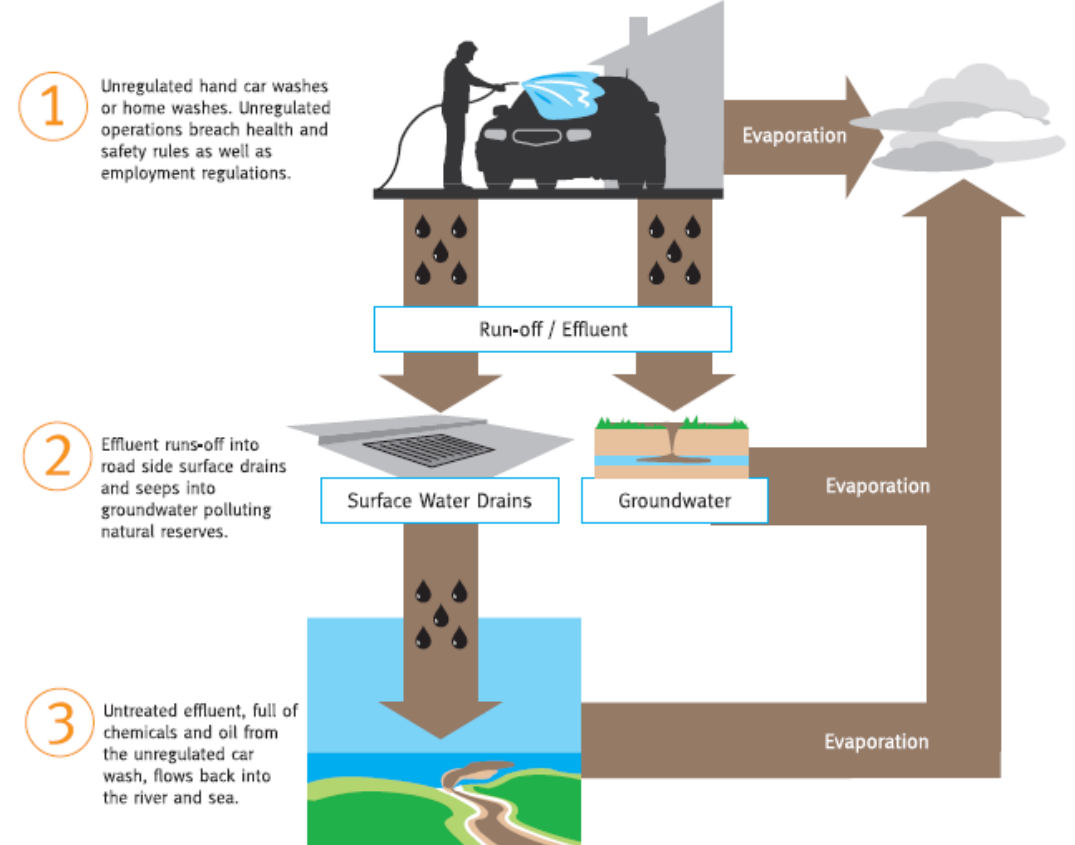 1
Unregulated hand car washes
or home washes. Unregulated
operations breach health and
safety rules as well as
employment regulations.
Evaporation
Run-off / Effluent
2
Effluent runs-off into
road side surface drains
and seeps into
groundwater polluting
natural reserves.
Surface Water Drains
Groundwater
Evaporation
3
Untreated effluent, full of
chemicals and oil from
the unregulated car
wash, flows back into
the river and sea.
Evaporation